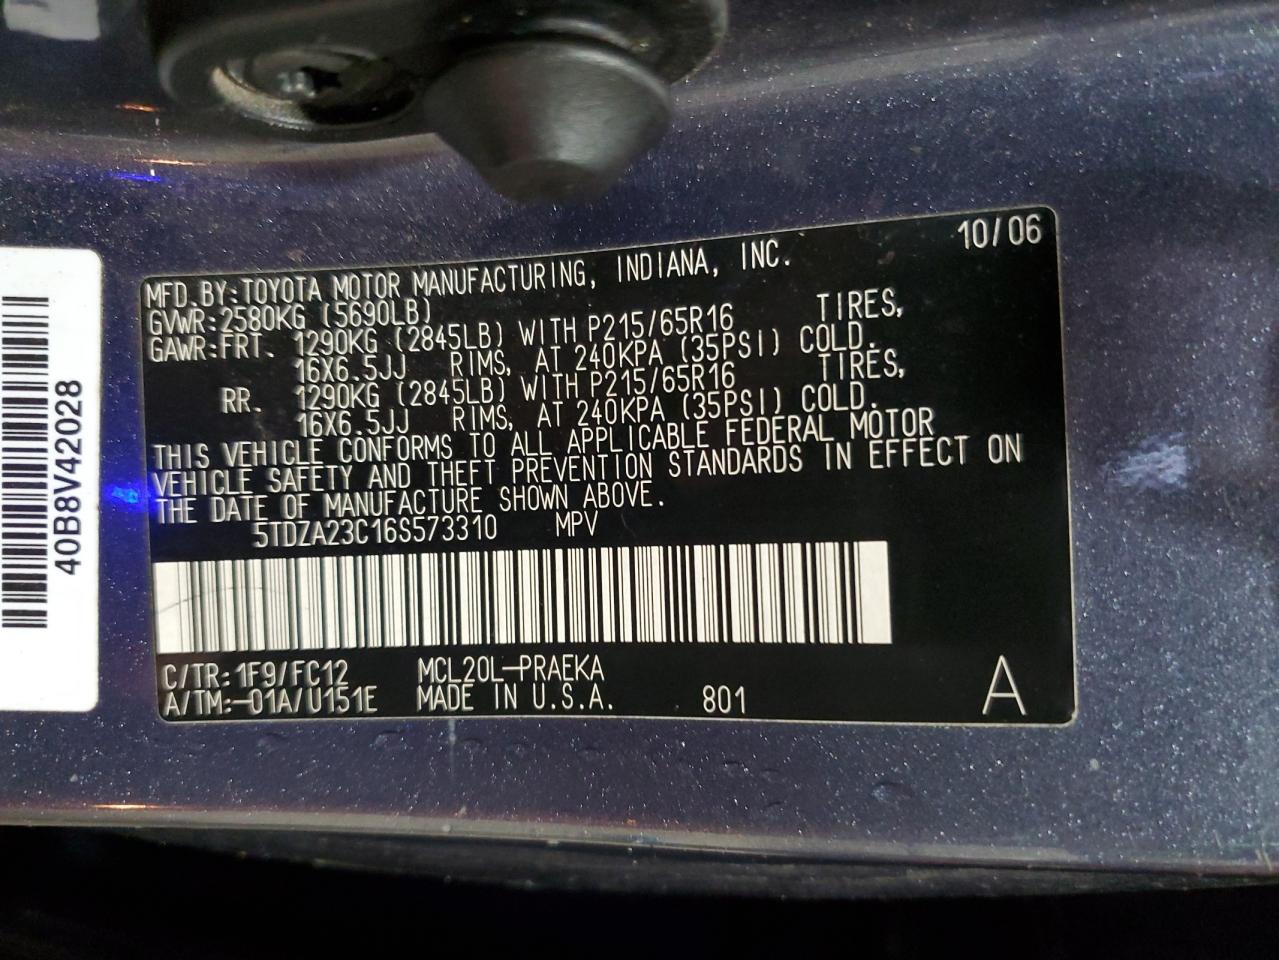 10/06
MFD.BY:TOYOTA MOTOR MANUFACTURING, INDIANA, INC.
GVWR:2580KG (5690LB)
GAWR:FRT. 1290KG (2845LB) WITH P215/65R16 TIRES,
16X6.5JJ RIMS, AT 240KPA (35PSI) COLD.
RR. 1290KG (2845LB) WITH P215/65R16 TIRES,
16X6.5JJ RIMS, AT 240KPA (35PSI) COLD.
THIS VEHICLE CONFORMS TO ALL APPLICABLE FEDERAL MOTOR
VEHICLE SAFETY AND THEFT PREVENTION STANDARDS IN EFFECT ON
THE DATE OF MANUFACTURE SHOWN ABOVE.
5TDZA23C16S573310 MPV
C/TR:1F9/FC12 MCL20L-PRAEKA
A/TM:-01A/U151E MADE IN U.S.A. 801 A
40B8V42028